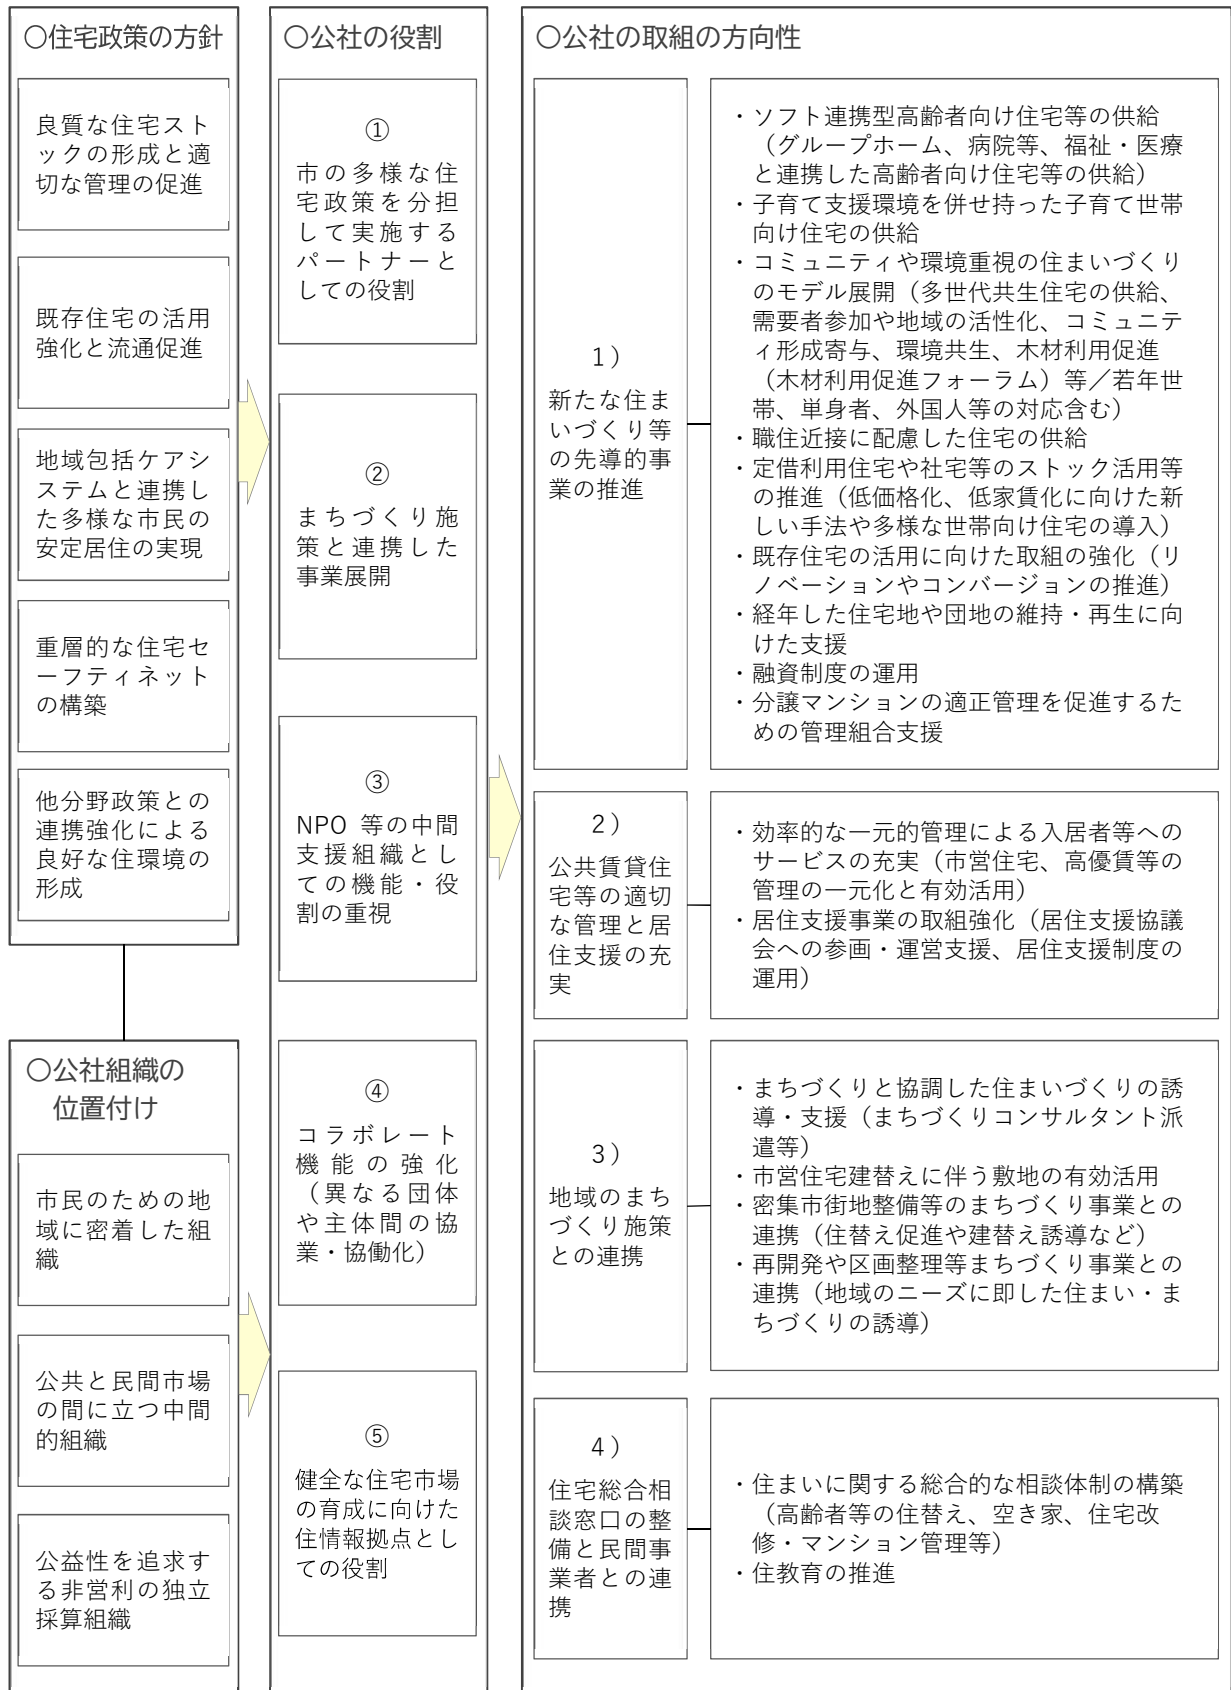 ○住宅政策の方針
良質な住宅スト
ックの形成と適
切な管理の促進
既存住宅の活用
強化と流通促進
地域包括ケアシ
ステムと連携し
た多様な市民の
安定居住の実現
重層的な住宅セ
ーフティネット
の構築
他分野政策との
連携強化による
良好な住環境の
形成
○公社組織の
位置付け
市民のための地
域に密着した組
織
公共と民間市場
の間に立つ中間
的組織
公益性を追求す
る非営利の独立
採算組織
○公社の役割
①
市の多様な住
宅政策を分担
して実施する
パートナーと
しての役割
②
まちづくり施
策と連携した
事業展開
③
NPO 等の中間
支援組織とし
ての機能・役
割の重視
④
コラボレート
機能の強化
（異なる団体
や主体間の協
業・協働化）
⑤
健全な住宅市場
の育成に向けた
住情報拠点とし
ての役割
○公社の取組の方向性
1）
新たな住ま
いづくり等
の先導的事
業の推進
・ソフト連携型高齢者向け住宅等の供給
（グループホーム、病院等、福祉・医療
と連携した高齢者向け住宅等の供給）
・子育て支援環境を併せ持った子育て世帯
向け住宅の供給
・コミュニティや環境重視の住まいづくり
のモデル展開（多世代共生住宅の供給、
需要者参加や地域の活性化、コミュニテ
ィ形成寄与、環境共生、木材利用促進
（木材利用促進フォーラム）等／若年世
帯、単身者、外国人等の対応含む）
・職住近接に配慮した住宅の供給
・定借利用住宅や社宅等のストック活用等
の推進（低価格化、低家賃化に向けた新
しい手法や多様な世帯向け住宅の導入）
・既存住宅の活用に向けた取組の強化（リ
ノベーションやコンバージョンの推進）
・経年した住宅地や団地の維持・再生に向
けた支援
・融資制度の運用
・分譲マンションの適正管理を促進するた
めの管理組合支援
2）
公共賃貸住
宅等の適切
な管理と居
住支援の充
実
・効率的な一元的管理による入居者等への
サービスの充実（市営住宅、高優賃等の
管理の一元化と有効活用）
・居住支援事業の取組強化（居住支援協議
会への参画・運営支援、居住支援制度の
運用）
3）
地域のまち
づくり施策
との連携
・まちづくりと協調した住まいづくりの誘
導・支援（まちづくりコンサルタント派
遣等）
・市営住宅建替えに伴う敷地の有効活用
・密集市街地整備等のまちづくり事業との
連携（住替え促進や建替え誘導など）
・再開発や区画整理等まちづくり事業との
連携（地域のニーズに即した住まい・ま
ちづくりの誘導）
4）
住宅総合相
談窓口の整
備と民間事
業者との連
携
・住まいに関する総合的な相談体制の構築
（高齢者等の住替え、空き家、住宅改
修・マンション管理等）
・住教育の推進